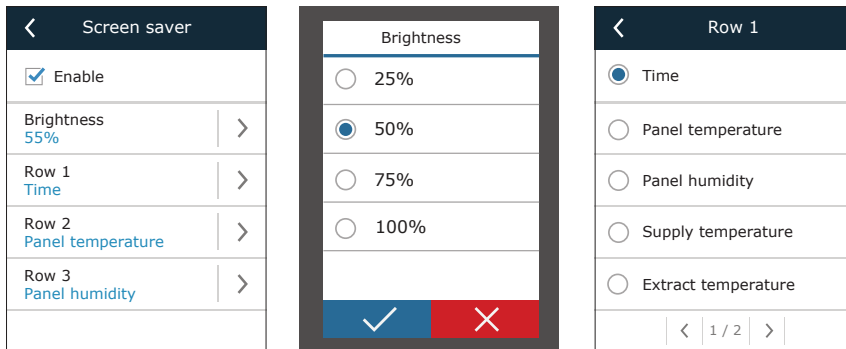 Screen saver
Enable
Brightness
55%
Row 1
Time
Row 2
Panel temperature
Row 3
Panel humidity
Brightness
25%
50%
75%
100%
Row 1
Time
Panel temperature
Panel humidity
Supply temperature
Extract temperature
1 / 2